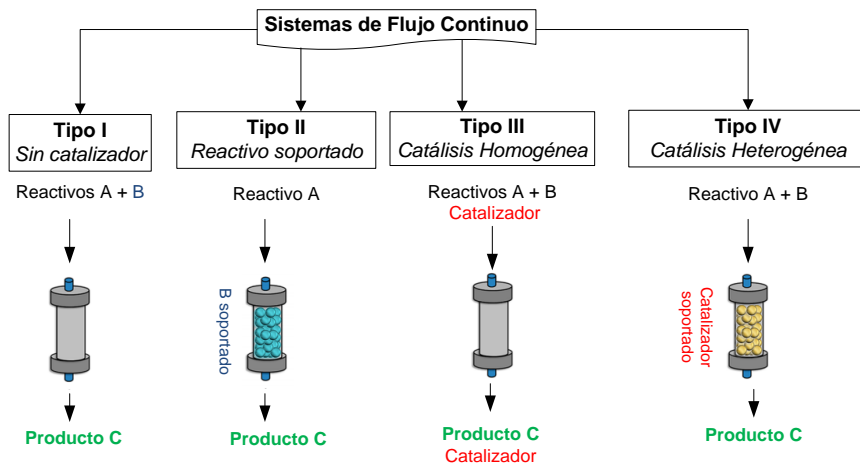 Sistemas de Flujo Continuo
Tipo I
Sin catalizador
Reactivos A + B
Producto C
Tipo II
Reactivo soportado
Reactivo A
B soportado
Producto C
Tipo III
Catálisis Homogénea
Reactivos A + B
Catalizador
Producto C
Catalizador
Tipo IV
Catálisis Heterogénea
Reactivo A + B
Catalizador
soportado
Producto C